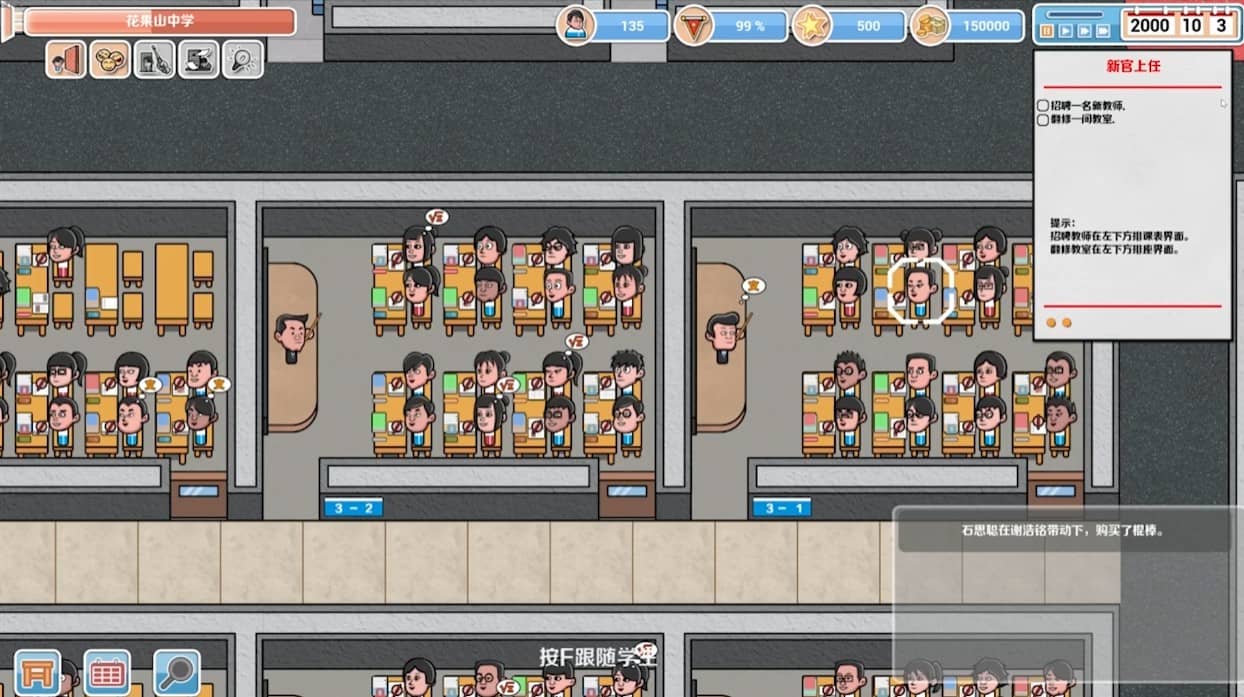 花果山中学
135
99 %
500
150000
2000 10 3
新官上任
招聘一名新教师.
翻修一间教室.
提示:
招聘教师在左下方排课表界面。
翻修教室在左下方排座界面。
3 - 2
3 - 1
石思聪在谢浩铭带动下，购买了棍棒。
按F跟随学生